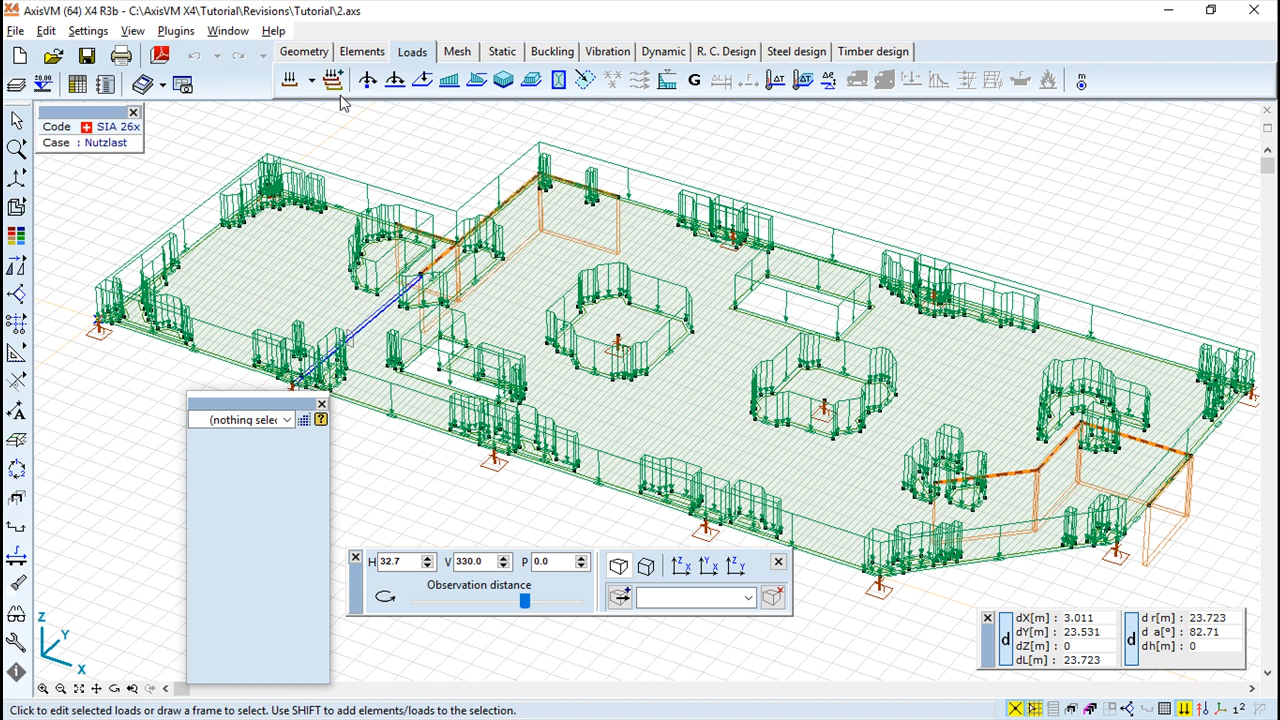 AxisVM (64) X4 R3b - C:\AxisVM X4\Tutorial\Revisions\Tutorial\2.axs
File Edit Settings View Plugins Window Help
Geometry Elements Loads Mesh Static Buckling Vibration Dynamic R. C. Design Steel design Timber design
G
m
Code SIA 26x
Case : Nutzlast
(nothing selec
?
H 32.7 V 330.0 P 0.0
Observation distance
dX[m] : 3.011
dY[m] : 23.531
dZ[m] : 0
dL[m] : 23.723
d
d r[m] : 23.723
d a[°] : 82.71
dh[m] : 0
d
Z
Y
X
Click to edit selected loads or draw a frame to select. Use SHIFT to add elements/loads to the selection.